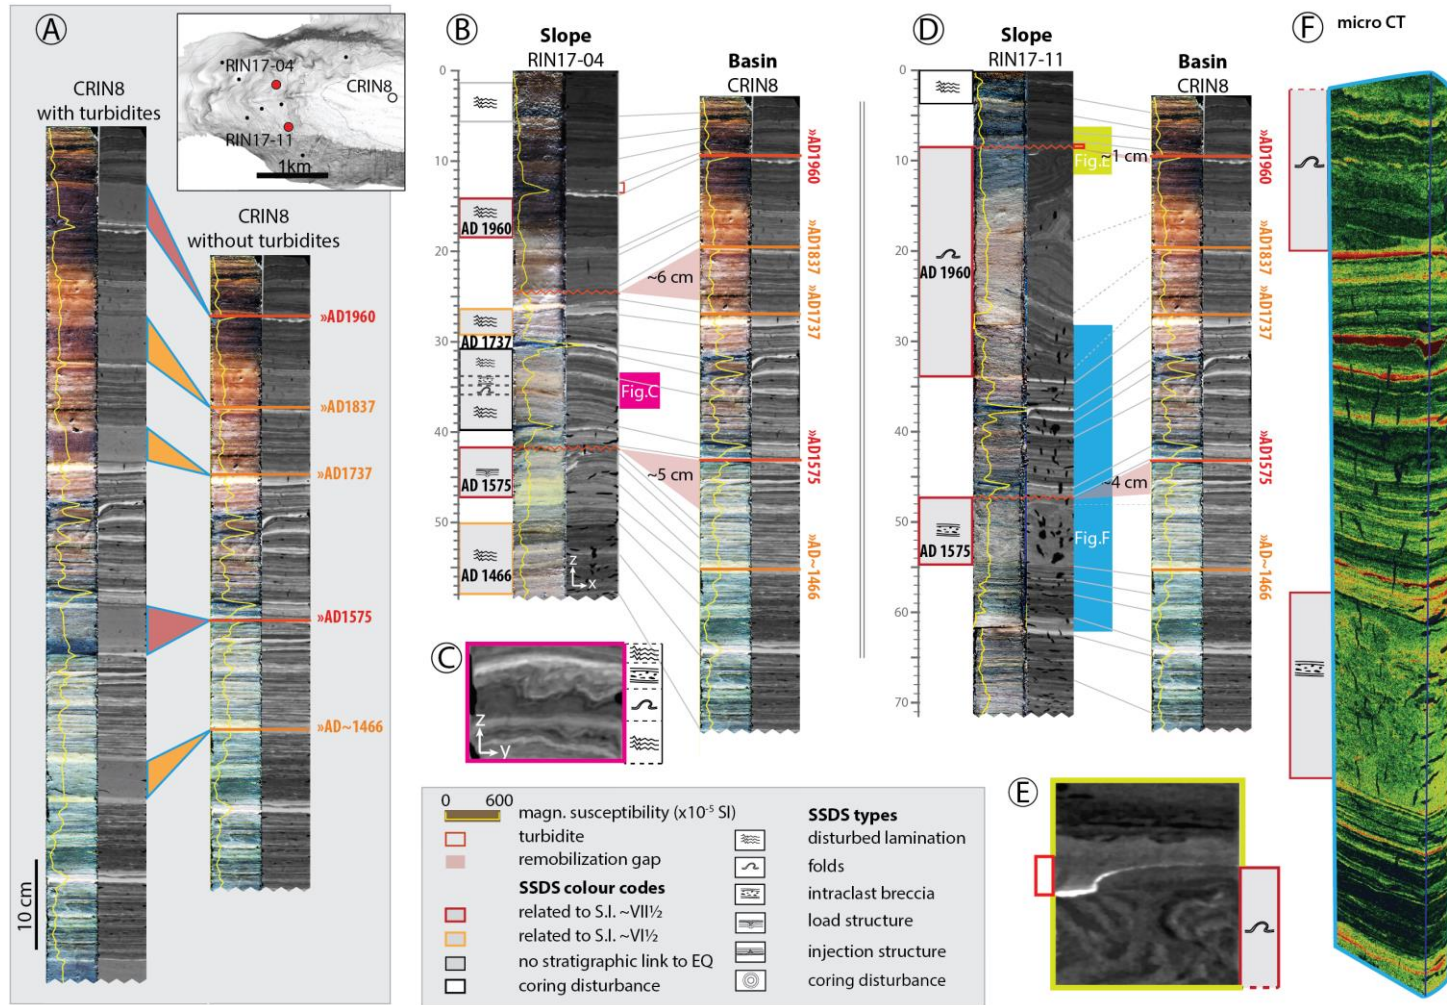 A
CRIN8
with turbidites
RIN17-04
CRIN8
RIN17-11
1km
CRIN8
without turbidites
»AD1960
»AD1837
»AD1737
»AD1575
»AD~1466
10 cm
B
Slope
RIN17-04
Basin
CRIN8
0
10
20
30
40
50
AD 1960
AD 1737
AD 1575
AD 1466
~6 cm
~5 cm
Fig.C
z
x
»AD1960
»AD1837
»AD1737
»AD1575
»AD~1466
C
z
y
D
Slope
RIN17-11
Basin
CRIN8
0
10
20
30
40
50
60
70
AD 1960
AD 1575
Fig.E
~1 cm
~4 cm
Fig.F
»AD1960
»AD1837
»AD1737
»AD1575
»AD~1466
E
F
micro CT
0 600
magn. susceptibility (x10⁻⁵ SI)
turbidite
remobilization gap
SSDS colour codes
related to S.I. ~VII½
related to S.I. ~VI½
no stratigraphic link to EQ
coring disturbance
SSDS types
disturbed lamination
folds
intraclast breccia
load structure
injection structure
coring disturbance